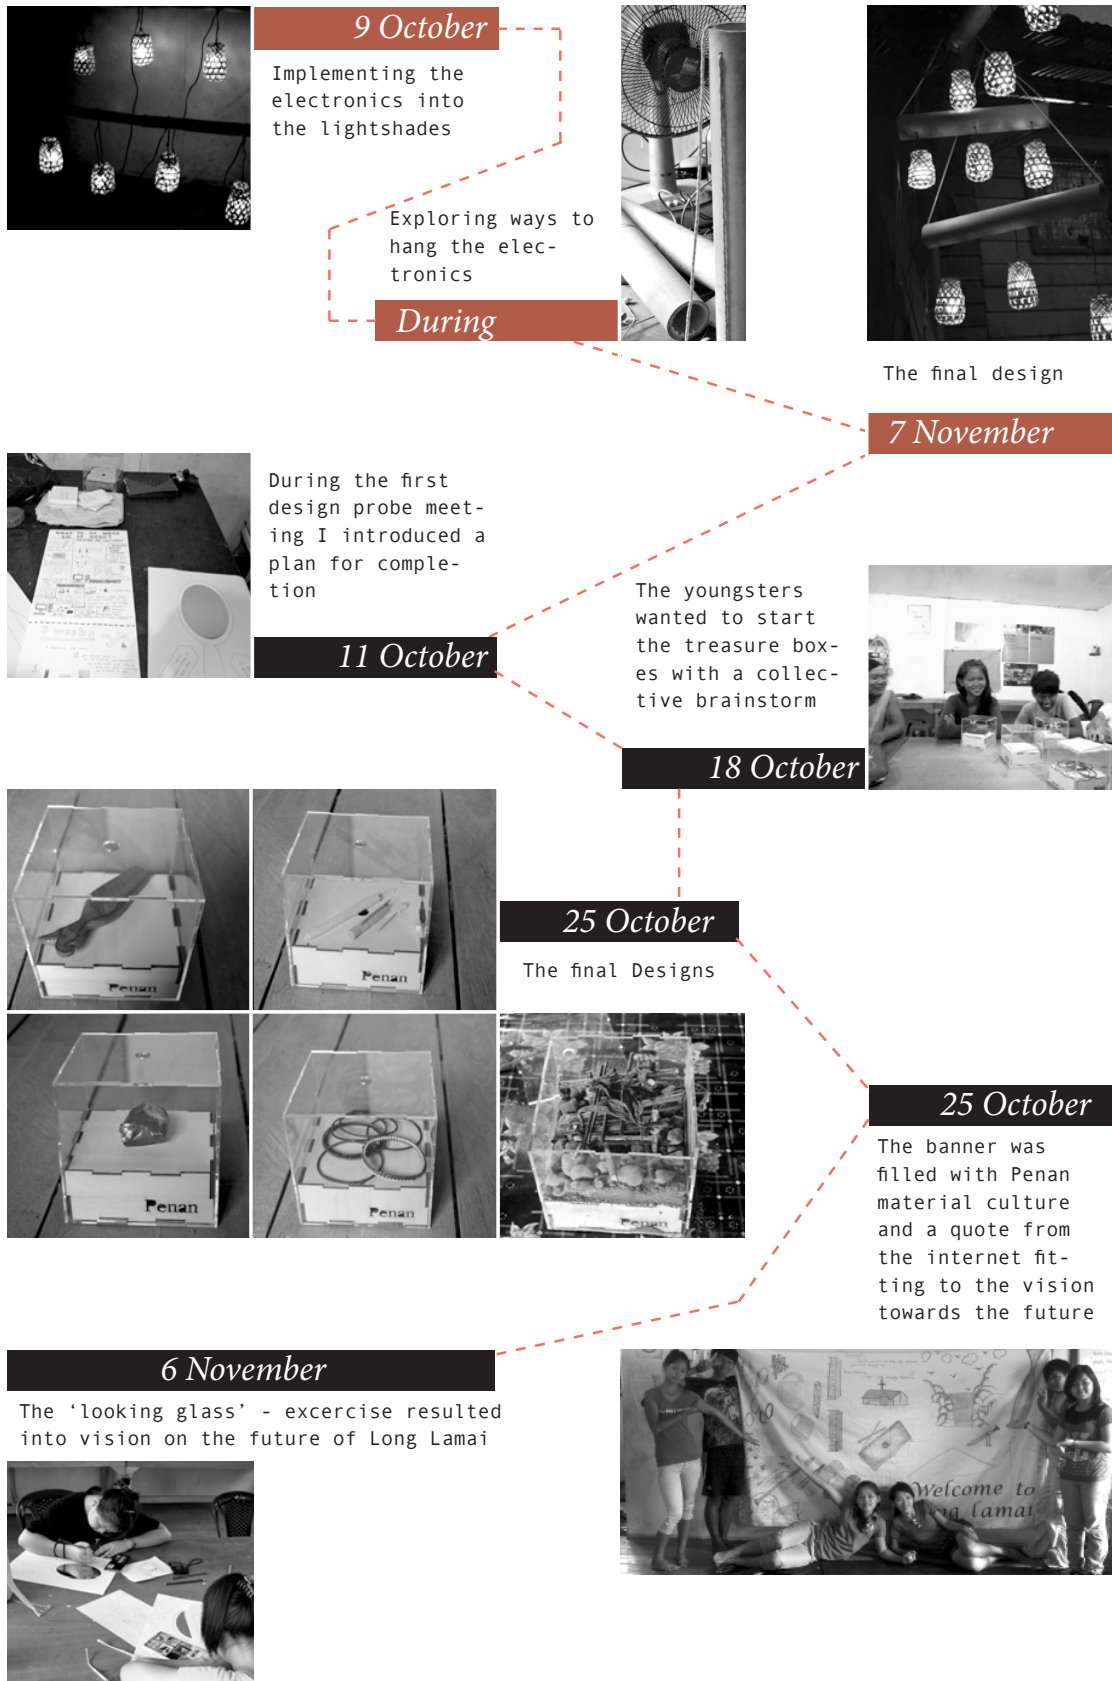 9 October
Implementing the
electronics into
the lightshades
Exploring ways to
hang the elec-
tronics
During
The final design
7 November
During the first
design probe meet-
ing I introduced a
plan for comple-
tion
11 October
The youngsters
wanted to start
the treasure box-
es with a collec-
tive brainstorm
18 October
Penan
Penan
25 October
The final Designs
Penan
Penan
Penan
25 October
The banner was
filled with Penan
material culture
and a quote from
the internet fit-
ting to the vision
towards the future
6 November
The ‘looking glass’ - excercise resulted
into vision on the future of Long Lamai
Welcome to
lamai